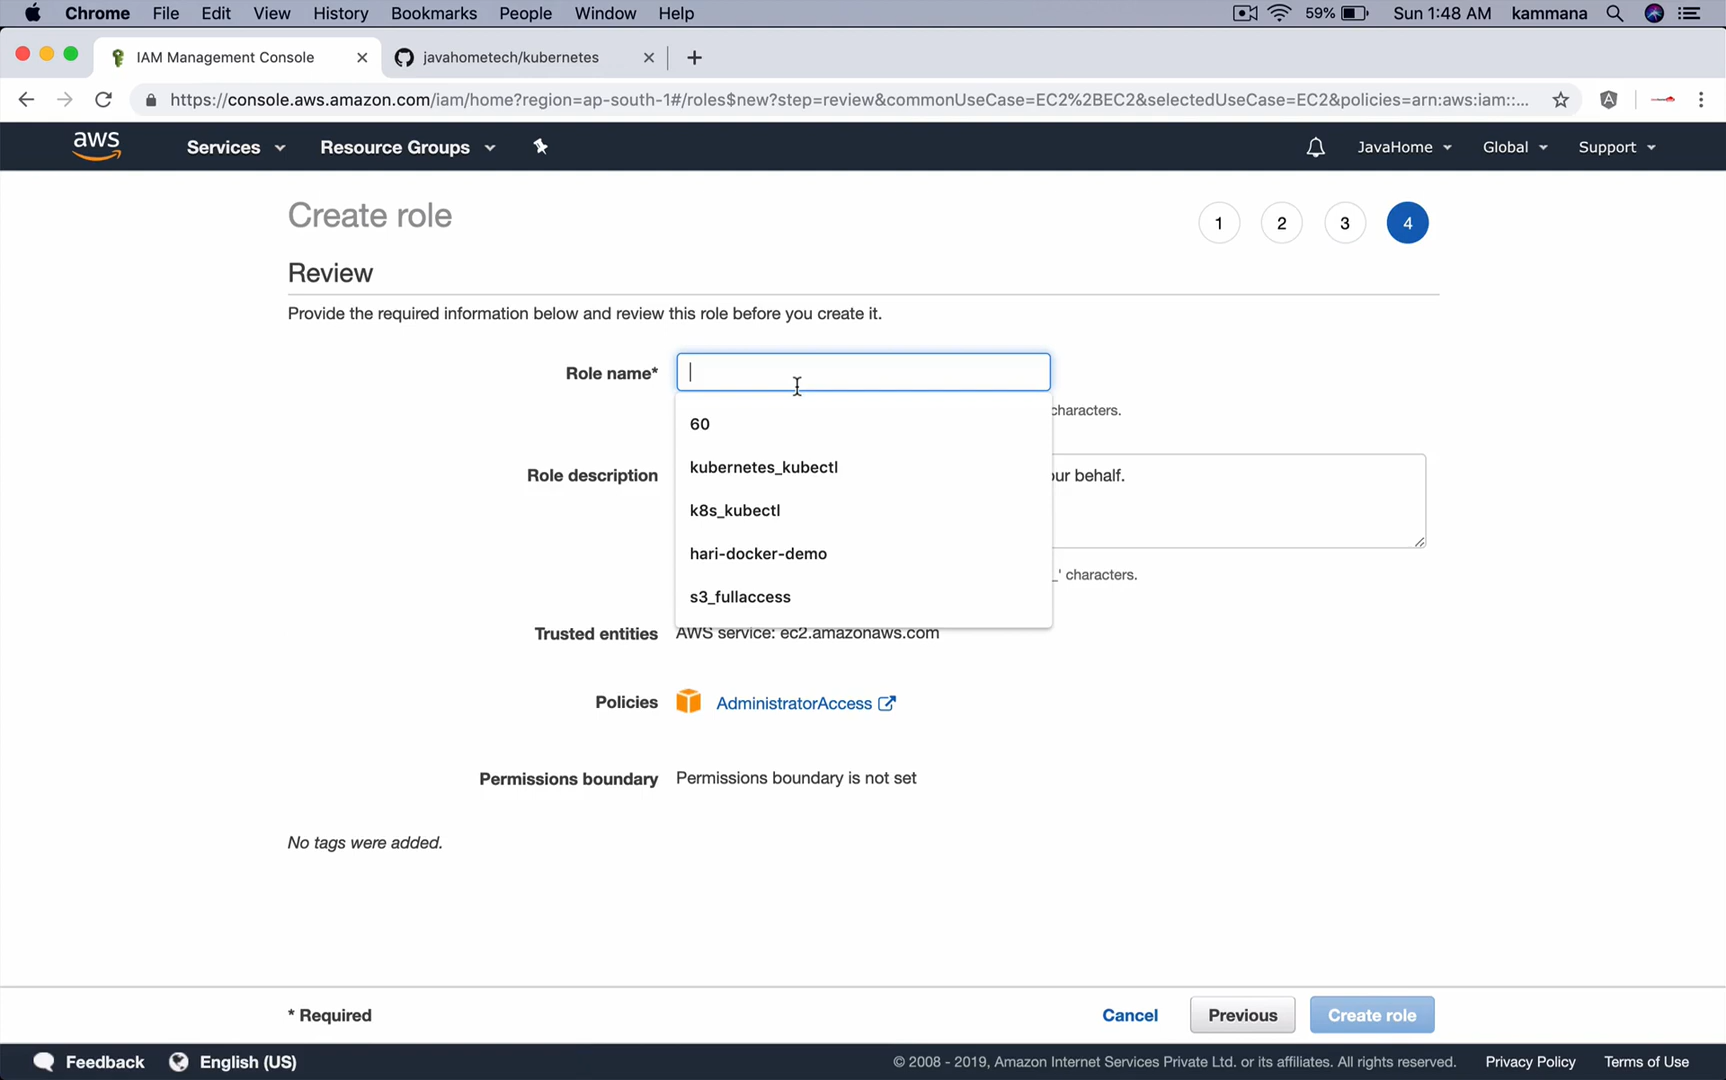 Chrome File Edit View History Bookmarks People Window Help 59% Sun 1:48 AM kammana
IAM Management Console javahometech/kubernetes
https://console.aws.amazon.com/iam/home?region=ap-south-1#/roles$new?step=review&commonUseCase=EC2%2BEC2&selectedUseCase=EC2&policies=arn:aws:iam::...
aws Services Resource Groups JavaHome Global Support
Create role 1 2 3 4
Review
Provide the required information below and review this role before you create it.
Role name*
characters.
60
kubernetes_kubectl
k8s_kubectl
hari-docker-demo
s3_fullaccess
Role description our behalf.
_' characters.
Trusted entities AWS service: ec2.amazonaws.com
Policies AdministratorAccess
Permissions boundary Permissions boundary is not set
No tags were added.
* Required Cancel Previous Create role
Feedback English (US) © 2008 - 2019, Amazon Internet Services Private Ltd. or its affiliates. All rights reserved. Privacy Policy Terms of Use